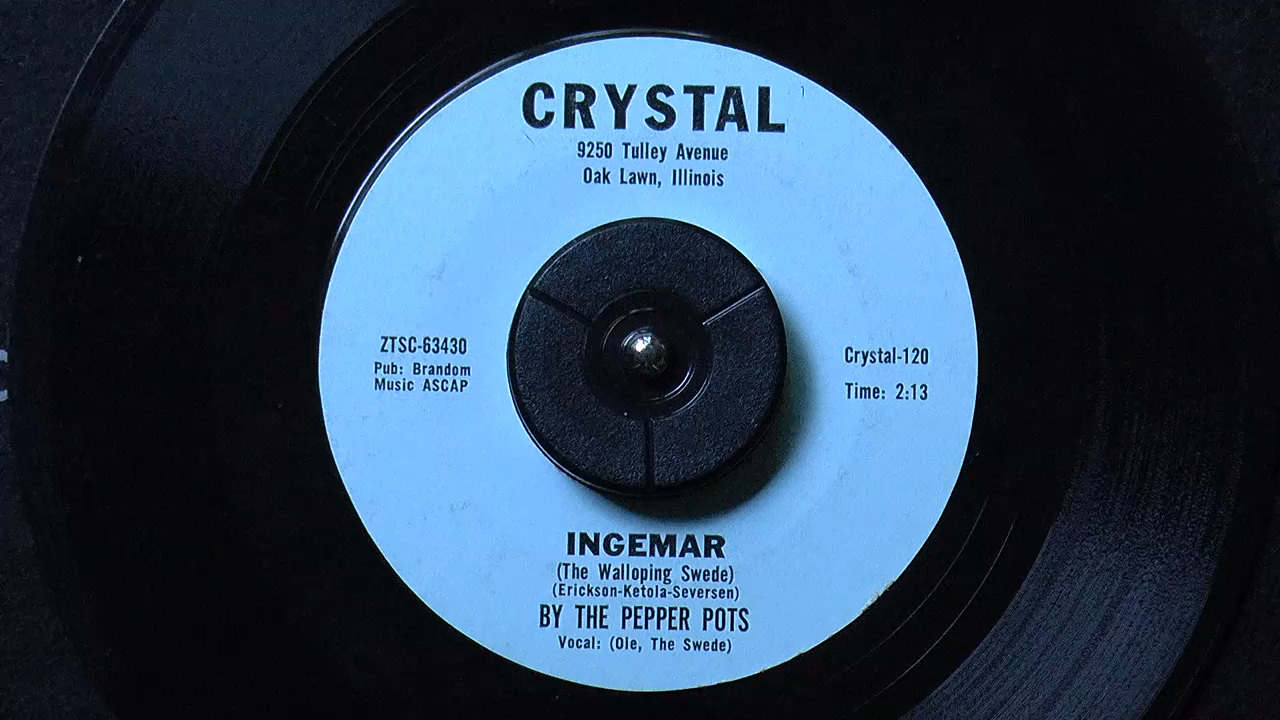 CRYSTAL
9250 Tulley Avenue
Oak Lawn, Illinois
ZTSC-63430
Pub: Brandom
Music ASCAP
Crystal-120
Time: 2:13
INGEMAR
(The Walloping Swede)
(Erickson-Ketola-Seversen)
BY THE PEPPER POTS
Vocal: (Ole, The Swede)